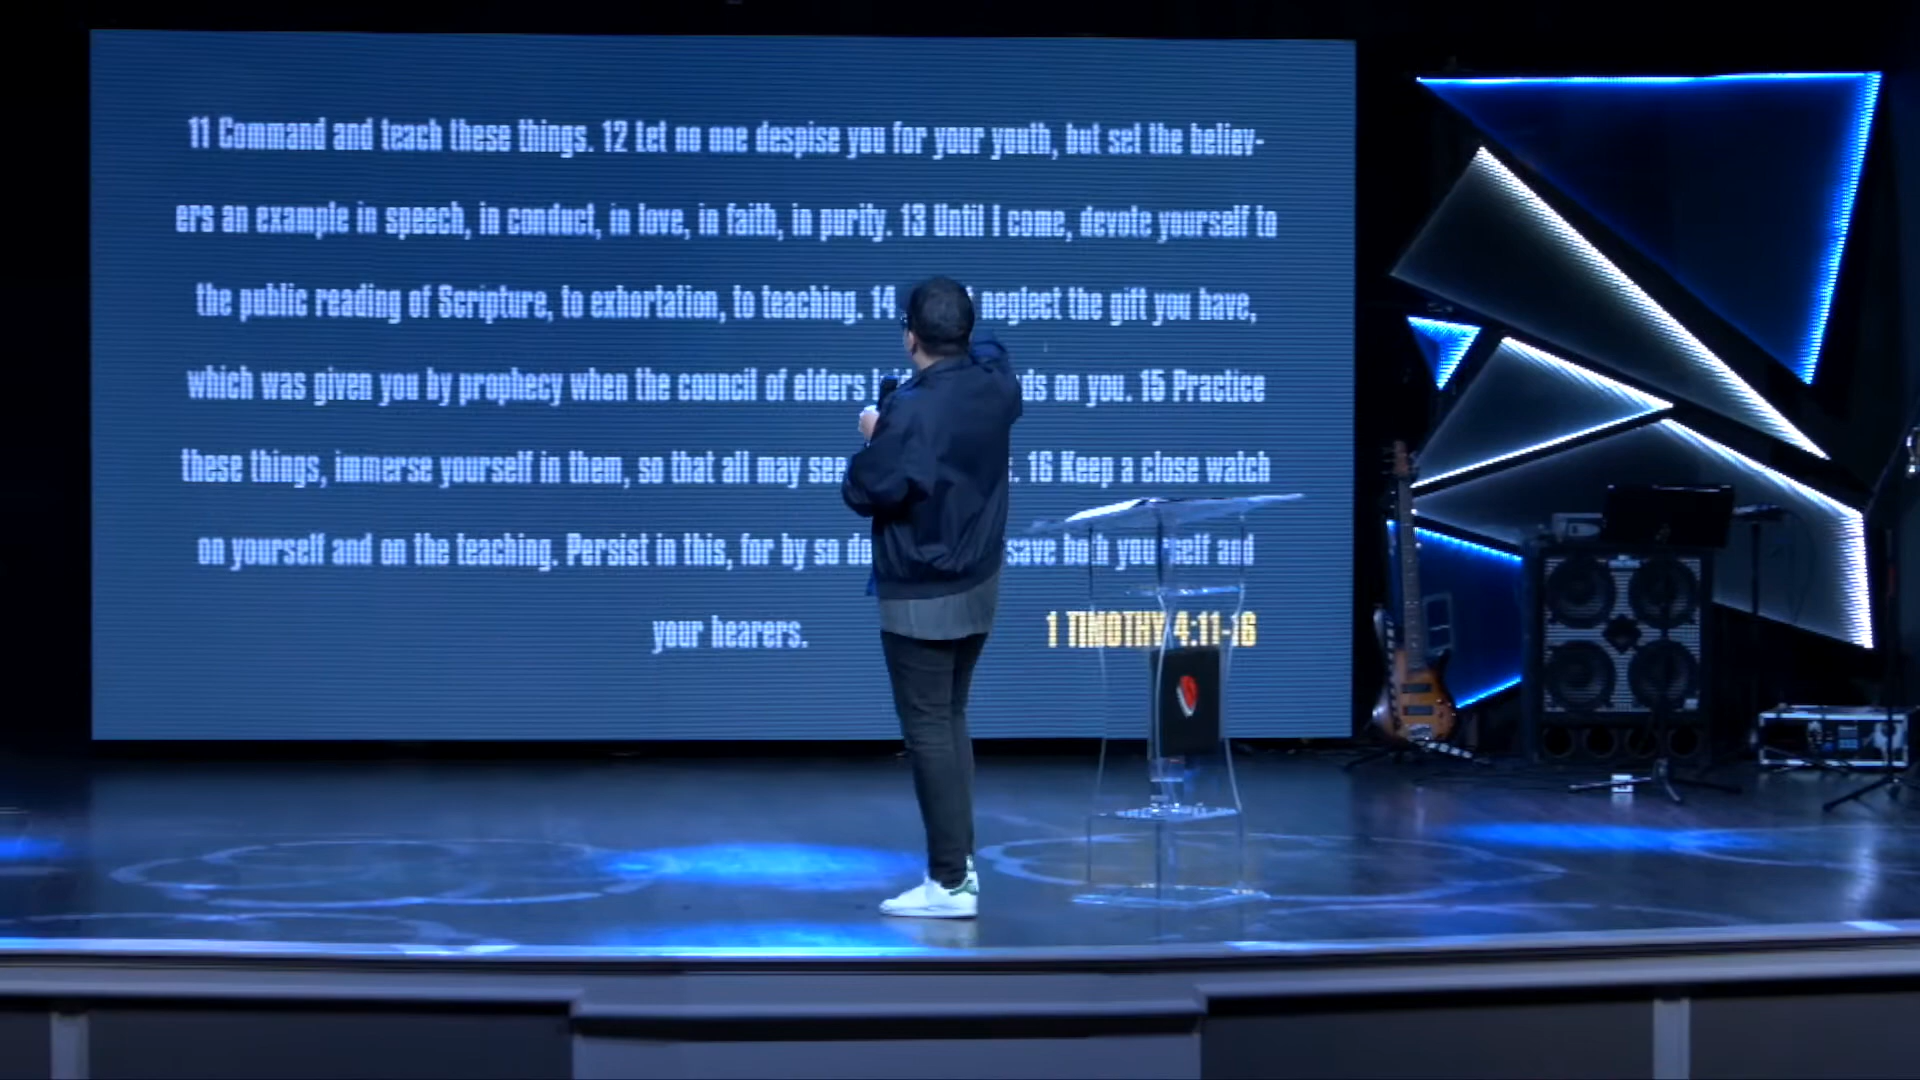 11 Command and teach these things. 12 Let no one despise you for your youth, but set the believ-
ers an example in speech, in conduct, in love, in faith, in purity. 13 Until I come, devote yourself to
the public reading of Scripture, to exhortation, to teaching. 14 neglect the gift you have,
which was given you by prophecy when the council of elders on you. 15 Practice
these things, immerse yourself in them, so that all may see 16 Keep a close watch
on yourself and on the teaching. Persist in this, for by so save both yourself and
your hearers.
1 TIMOTHY 4:11-16